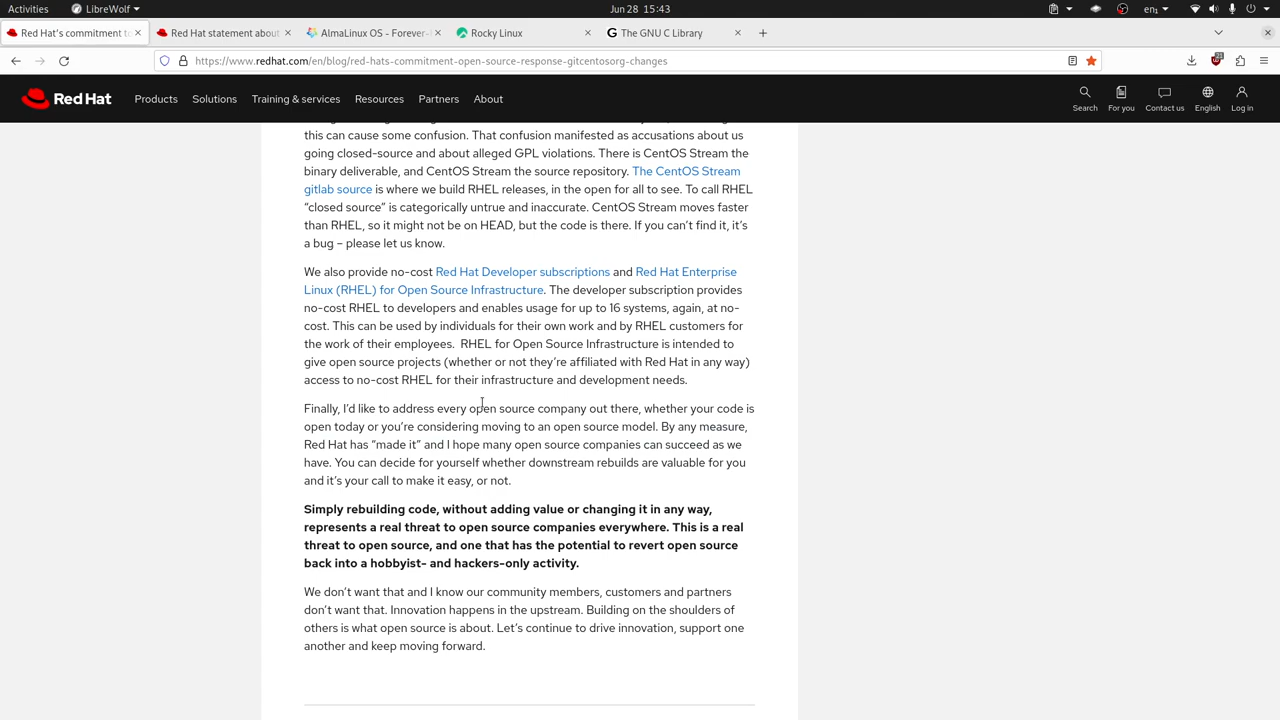 Activities
LibreWolf
Jun 28 15:43
en₁
Red Hat's commitment to
Red Hat statement about
AlmaLinux OS - Forever-
Rocky Linux
The GNU C Library
https://www.redhat.com/en/blog/red-hats-commitment-open-source-response-gitcentosorg-changes
Red Hat
Products
Solutions
Training & services
Resources
Partners
About
Search
For you
Contact us
English
Log in
this can cause some confusion. That confusion manifested as accusations about us
going closed-source and about alleged GPL violations. There is CentOS Stream the
binary deliverable, and CentOS Stream the source repository. The CentOS Stream
gitlab source is where we build RHEL releases, in the open for all to see. To call RHEL
“closed source” is categorically untrue and inaccurate. CentOS Stream moves faster
than RHEL, so it might not be on HEAD, but the code is there. If you can’t find it, it’s
a bug – please let us know.
We also provide no-cost Red Hat Developer subscriptions and Red Hat Enterprise
Linux (RHEL) for Open Source Infrastructure. The developer subscription provides
no-cost RHEL to developers and enables usage for up to 16 systems, again, at no-
cost. This can be used by individuals for their own work and by RHEL customers for
the work of their employees.  RHEL for Open Source Infrastructure is intended to
give open source projects (whether or not they’re affiliated with Red Hat in any way)
access to no-cost RHEL for their infrastructure and development needs.
Finally, I’d like to address every open source company out there, whether your code is
open today or you’re considering moving to an open source model. By any measure,
Red Hat has “made it” and I hope many open source companies can succeed as we
have. You can decide for yourself whether downstream rebuilds are valuable for you
and it’s your call to make it easy, or not.
Simply rebuilding code, without adding value or changing it in any way,
represents a real threat to open source companies everywhere. This is a real
threat to open source, and one that has the potential to revert open source
back into a hobbyist- and hackers-only activity.
We don’t want that and I know our community members, customers and partners
don’t want that. Innovation happens in the upstream. Building on the shoulders of
others is what open source is about. Let’s continue to drive innovation, support one
another and keep moving forward.